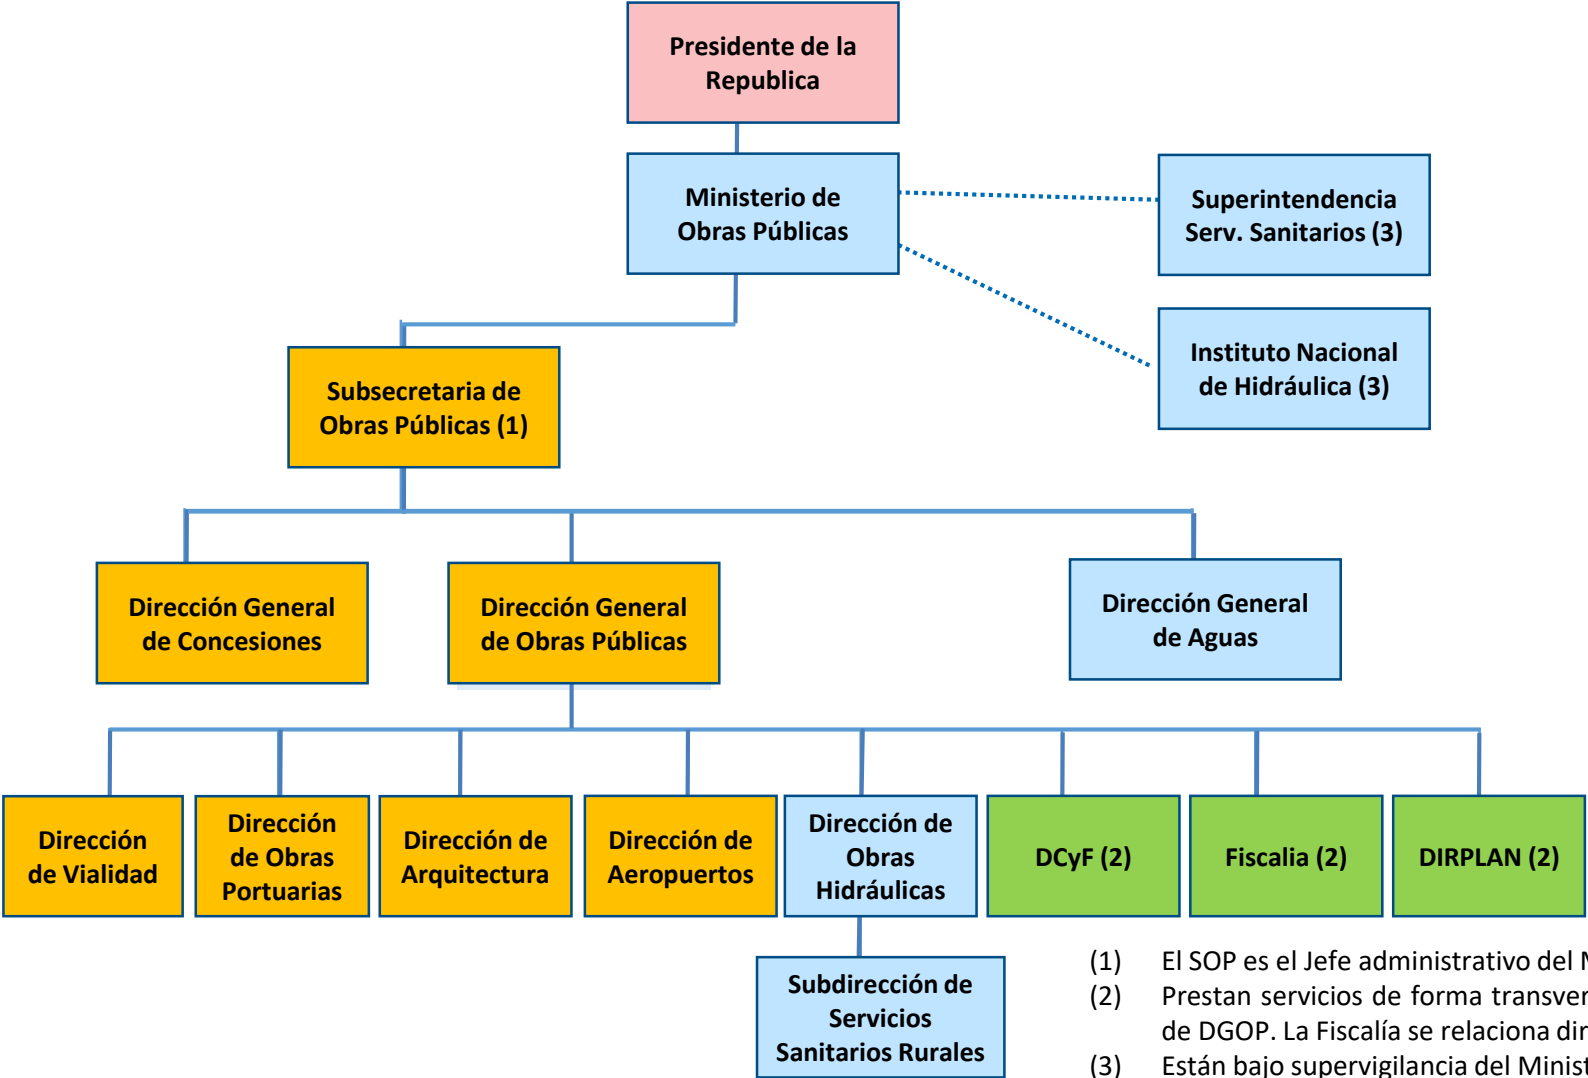 Presidente de la
Republica
Ministerio de
Obras Públicas
Superintendencia
Serv. Sanitarios (3)
Instituto Nacional
de Hidráulica (3)
Subsecretaria de
Obras Públicas (1)
Dirección General
de Concesiones
Dirección General
de Obras Públicas
Dirección General
de Aguas
Dirección
de Vialidad
Dirección
de Obras
Portuarias
Dirección de
Arquitectura
Dirección de
Aeropuertos
Dirección de
Obras
Hidráulicas
DCyF (2)
Fiscalia (2)
DIRPLAN (2)
Subdirección de
Servicios
Sanitarios Rurales
(1) El SOP es el Jefe administrativo del
(2) Prestan servicios de forma
de DGOP. La Fiscalía se relaciona
(3) Están bajo supervigilancia del